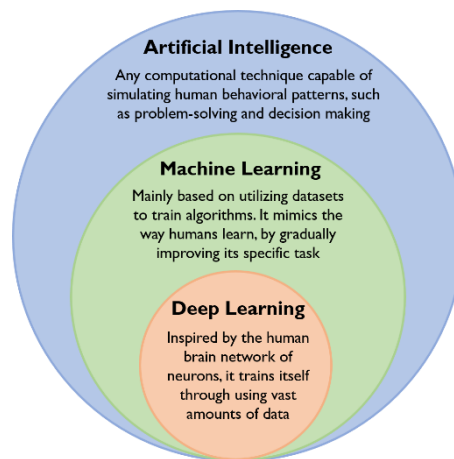 Artificial Intelligence
Any computational technique capable of
simulating human behavioral patterns, such
as problem-solving and decision making
Machine Learning
Mainly based on utilizing datasets
to train algorithms. It mimics the
way humans learn, by gradually
improving its specific task
Deep Learning
Inspired by the human
brain network of
neurons, it trains itself
through using vast
amounts of data